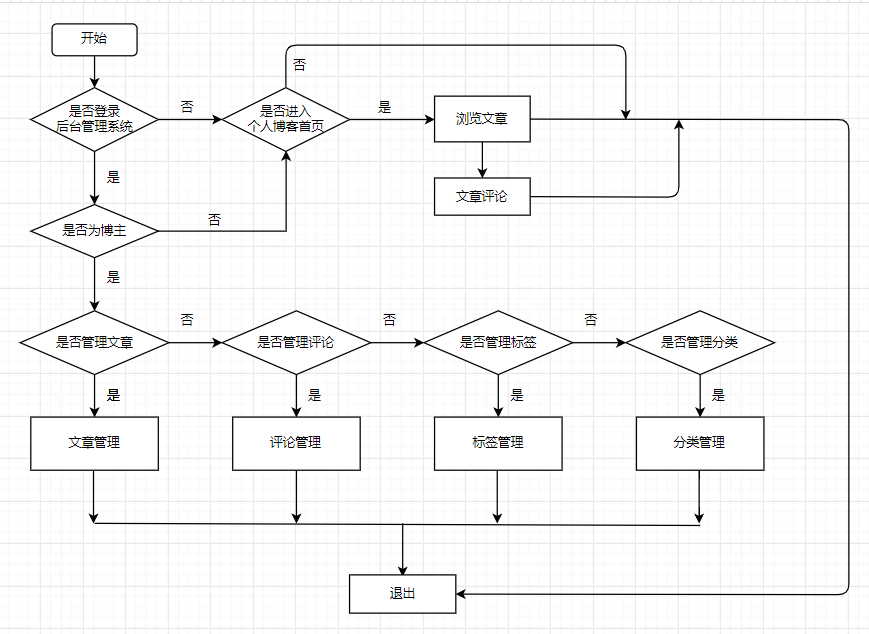 开始
否
是否登录
后台管理系统
否
是否进入
个人博客首页
是
浏览文章
是
文章评论
是否为博主
否
是
否
否
否
是否管理文章
是否管理评论
是否管理标签
是否管理分类
是
是
是
是
文章管理
评论管理
标签管理
分类管理
退出